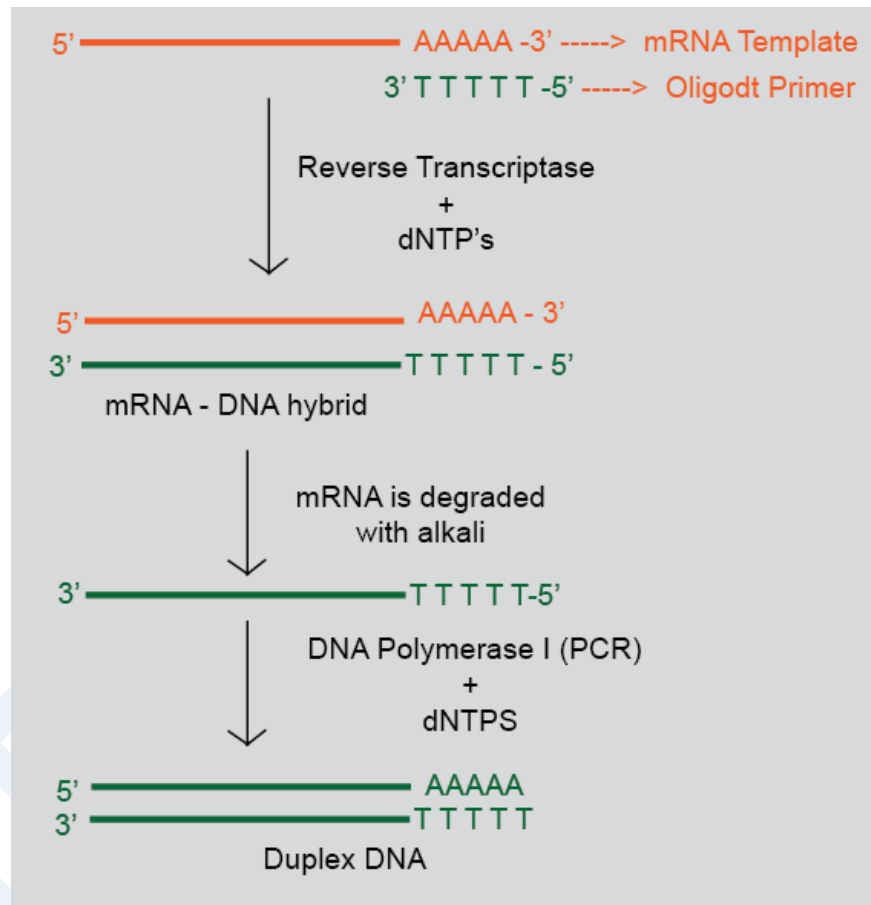 5’ AAAAA -3’ -----> mRNA Template
3’ T T T T T -5’ -----> Oligodt Primer
Reverse Transcriptase
+
dNTP’s
5’ AAAAA - 3’
3’ T T T T T - 5’
mRNA - DNA hybrid
mRNA is degraded
with alkali
3’ T T T T T-5’
DNA Polymerase I (PCR)
+
dNTPS
5’ AAAAA
3’ T T T T T
Duplex DNA